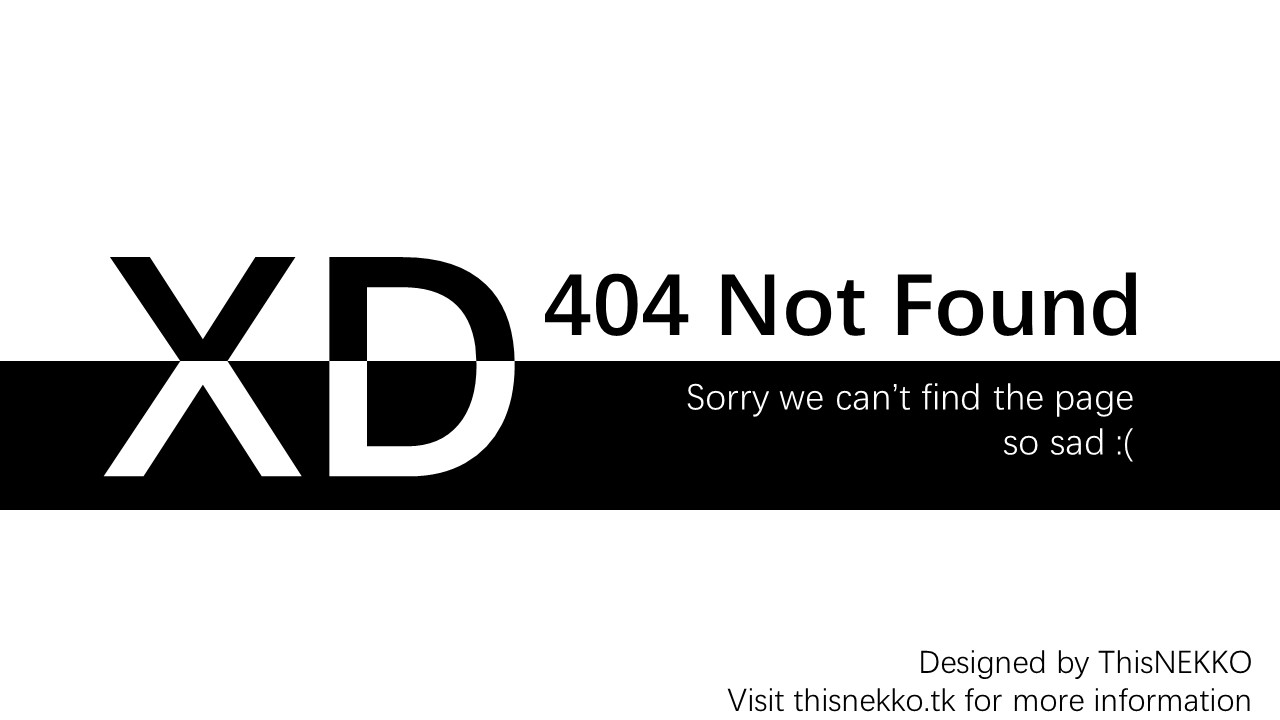 XD
404 Not Found
Sorry we can’t find the page
so sad :(
Designed by ThisNEKKO
Visit thisnekko.tk for more information